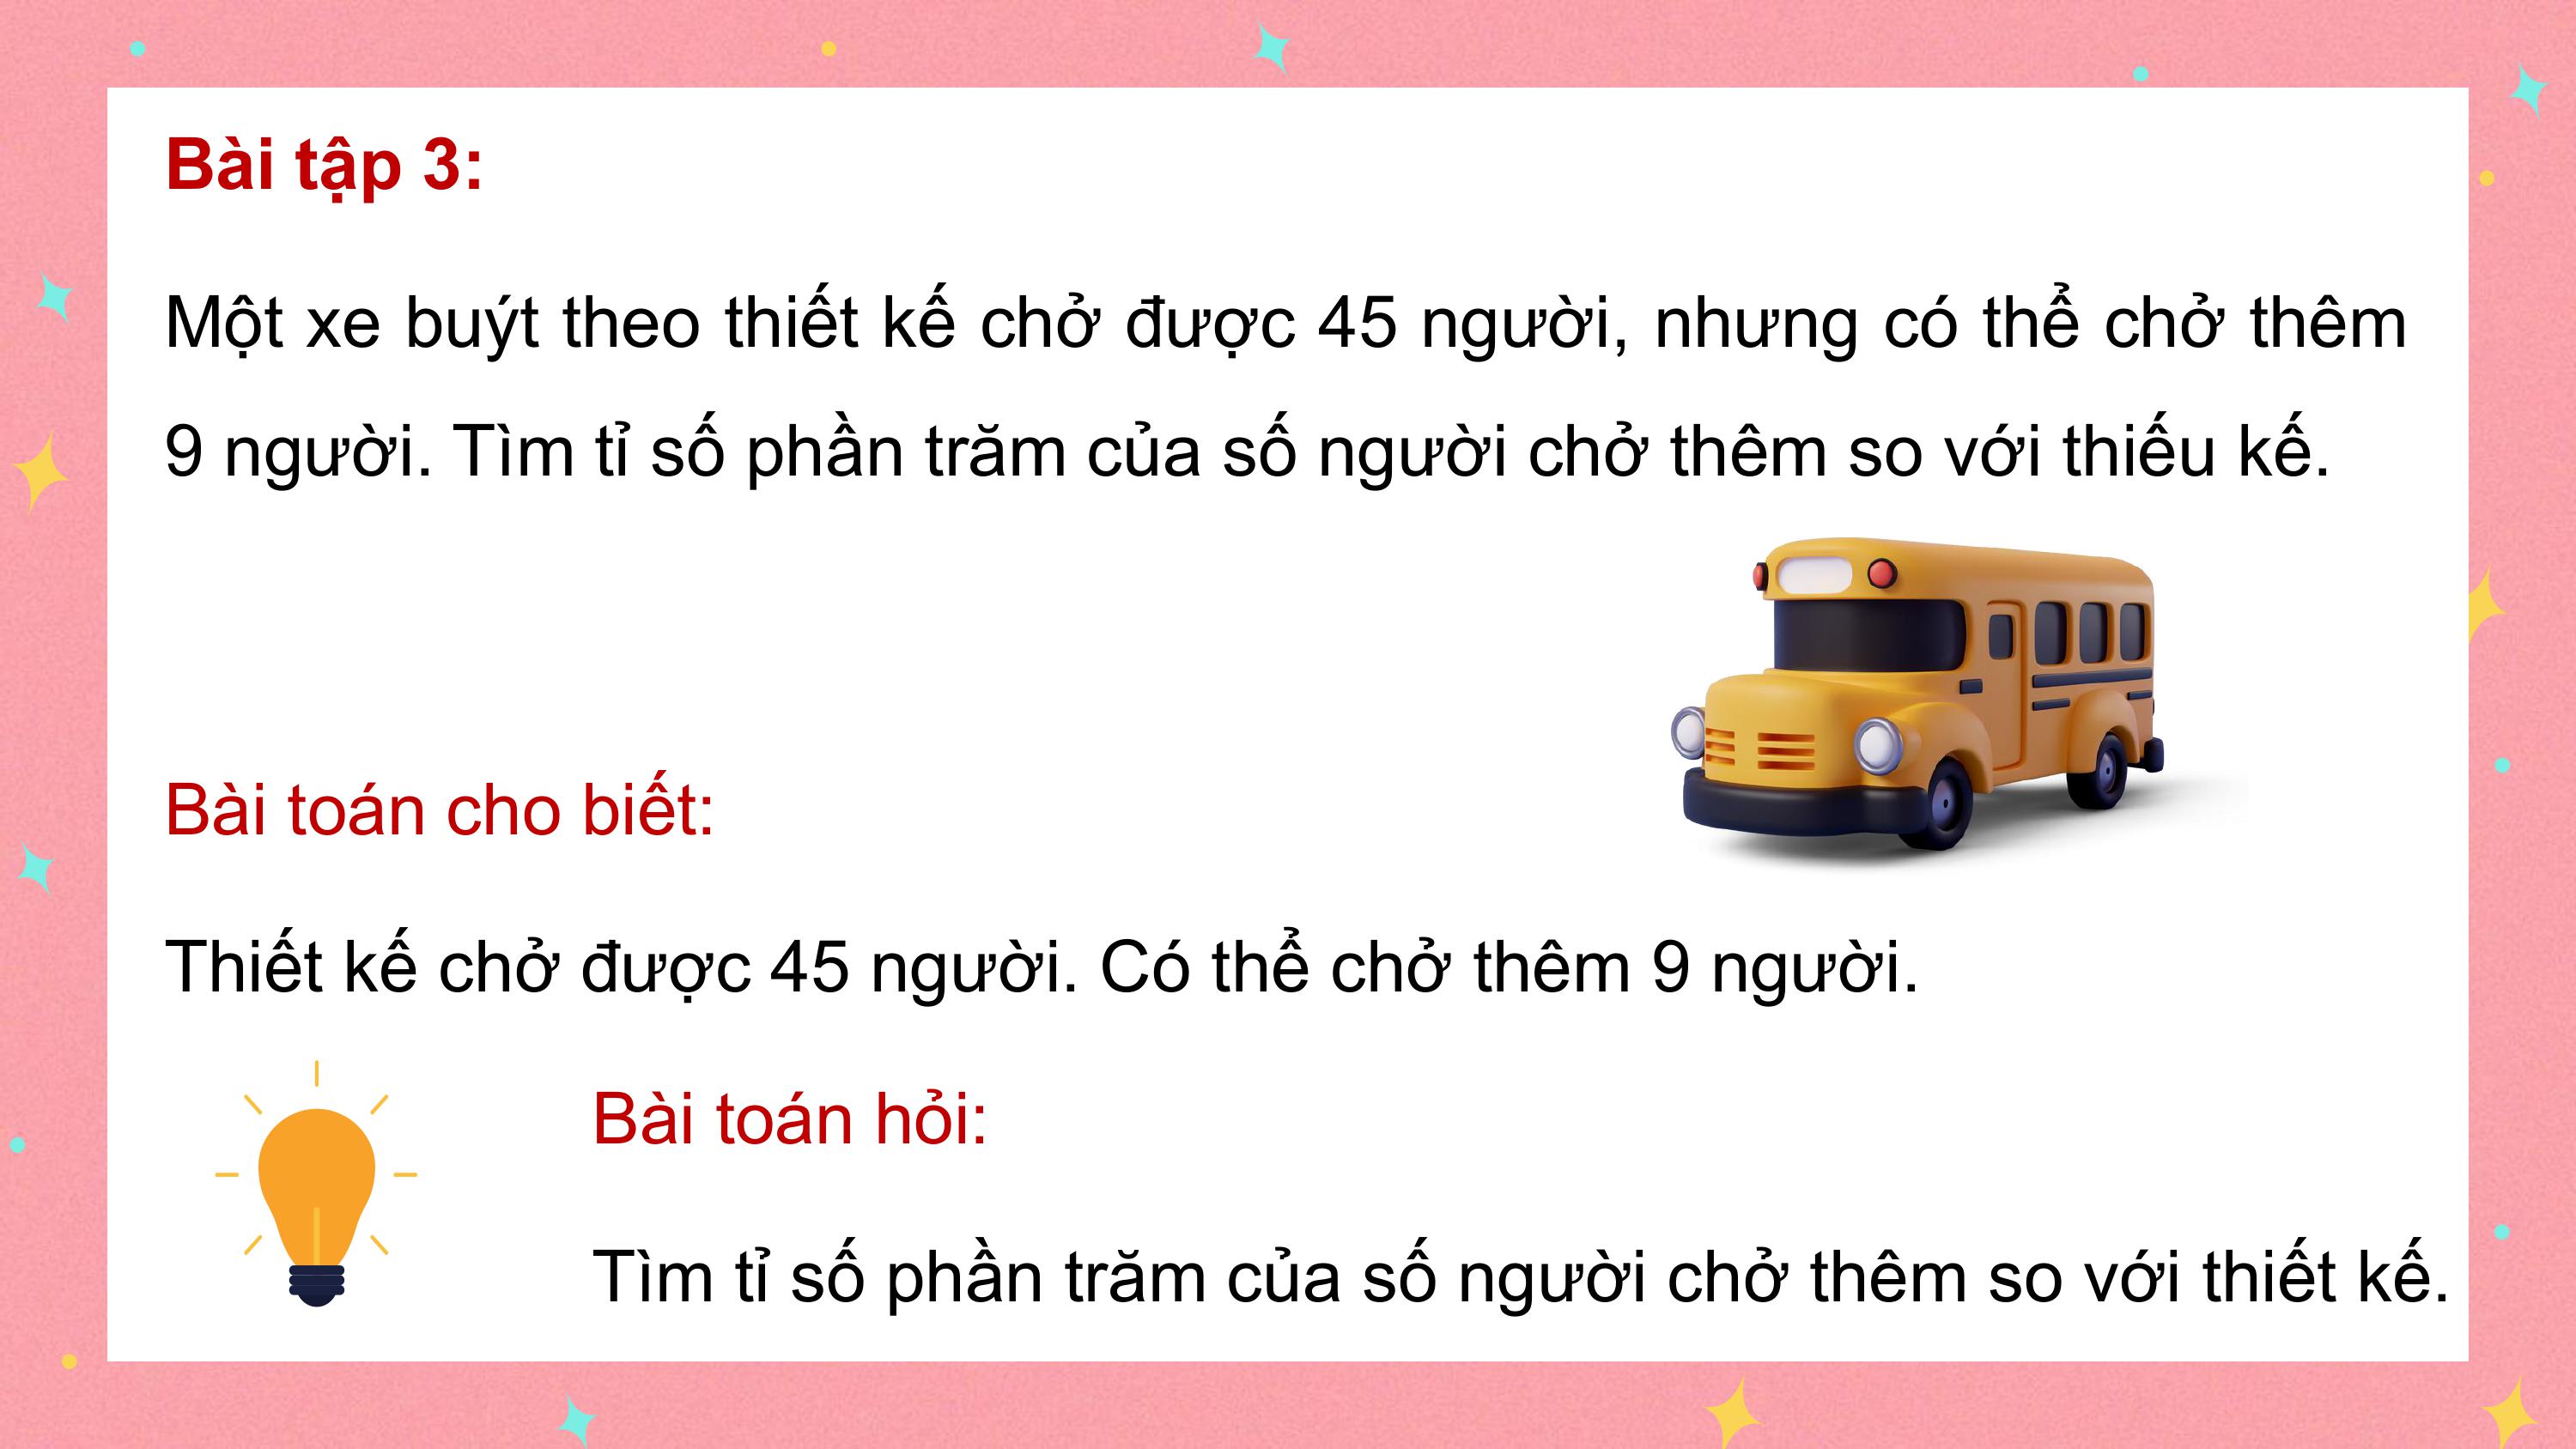 Bài tập 3:
Một xe buýt theo thiết kế chở được 45 người, nhưng có thể chở thêm
9 người. Tìm tỉ số phần trăm của số người chở thêm so với thiếu kế.
Bài toán cho biết:
Thiết kế chở được 45 người. Có thể chở thêm 9 người.
Bài toán hỏi:
Tìm tỉ số phần trăm của số người chở thêm so với thiết kế.